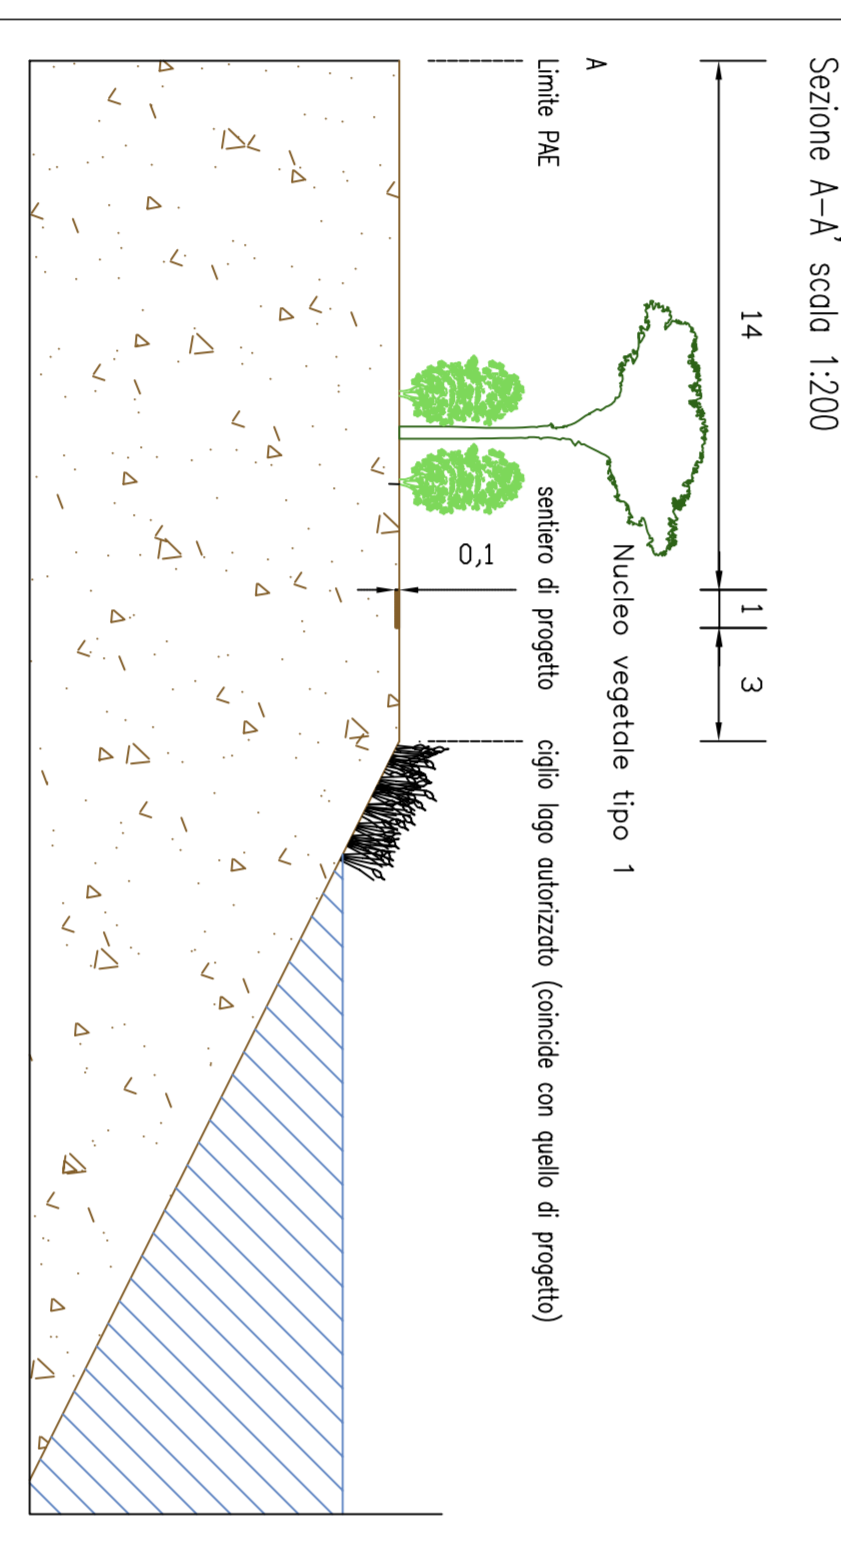 Sezione A-A' scala 1:200
14
1
3
A
Nucleo vegetale tipo 1
Limite PAE
sentiero di progetto
ciglio lago autorizzato (coincide con quello di progetto)
0,1